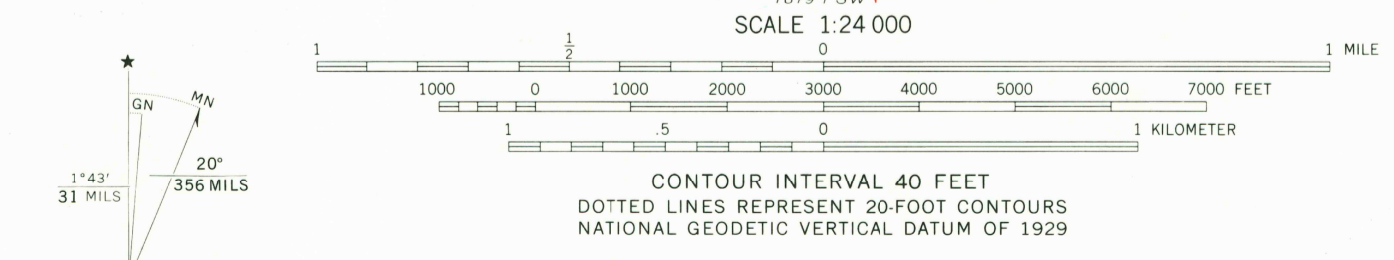 SCALE 1:24 000
1 1/2 0 1 MILE
1000 0 1000 2000 3000 4000 5000 6000 7000 FEET
1 .5 0 1 KILOMETER
★
GN
MN
1°43'
31 MILS
20°
356 MILS
CONTOUR INTERVAL 40 FEET
DOTTED LINES REPRESENT 20-FOOT CONTOURS
NATIONAL GEODETIC VERTICAL DATUM OF 1929